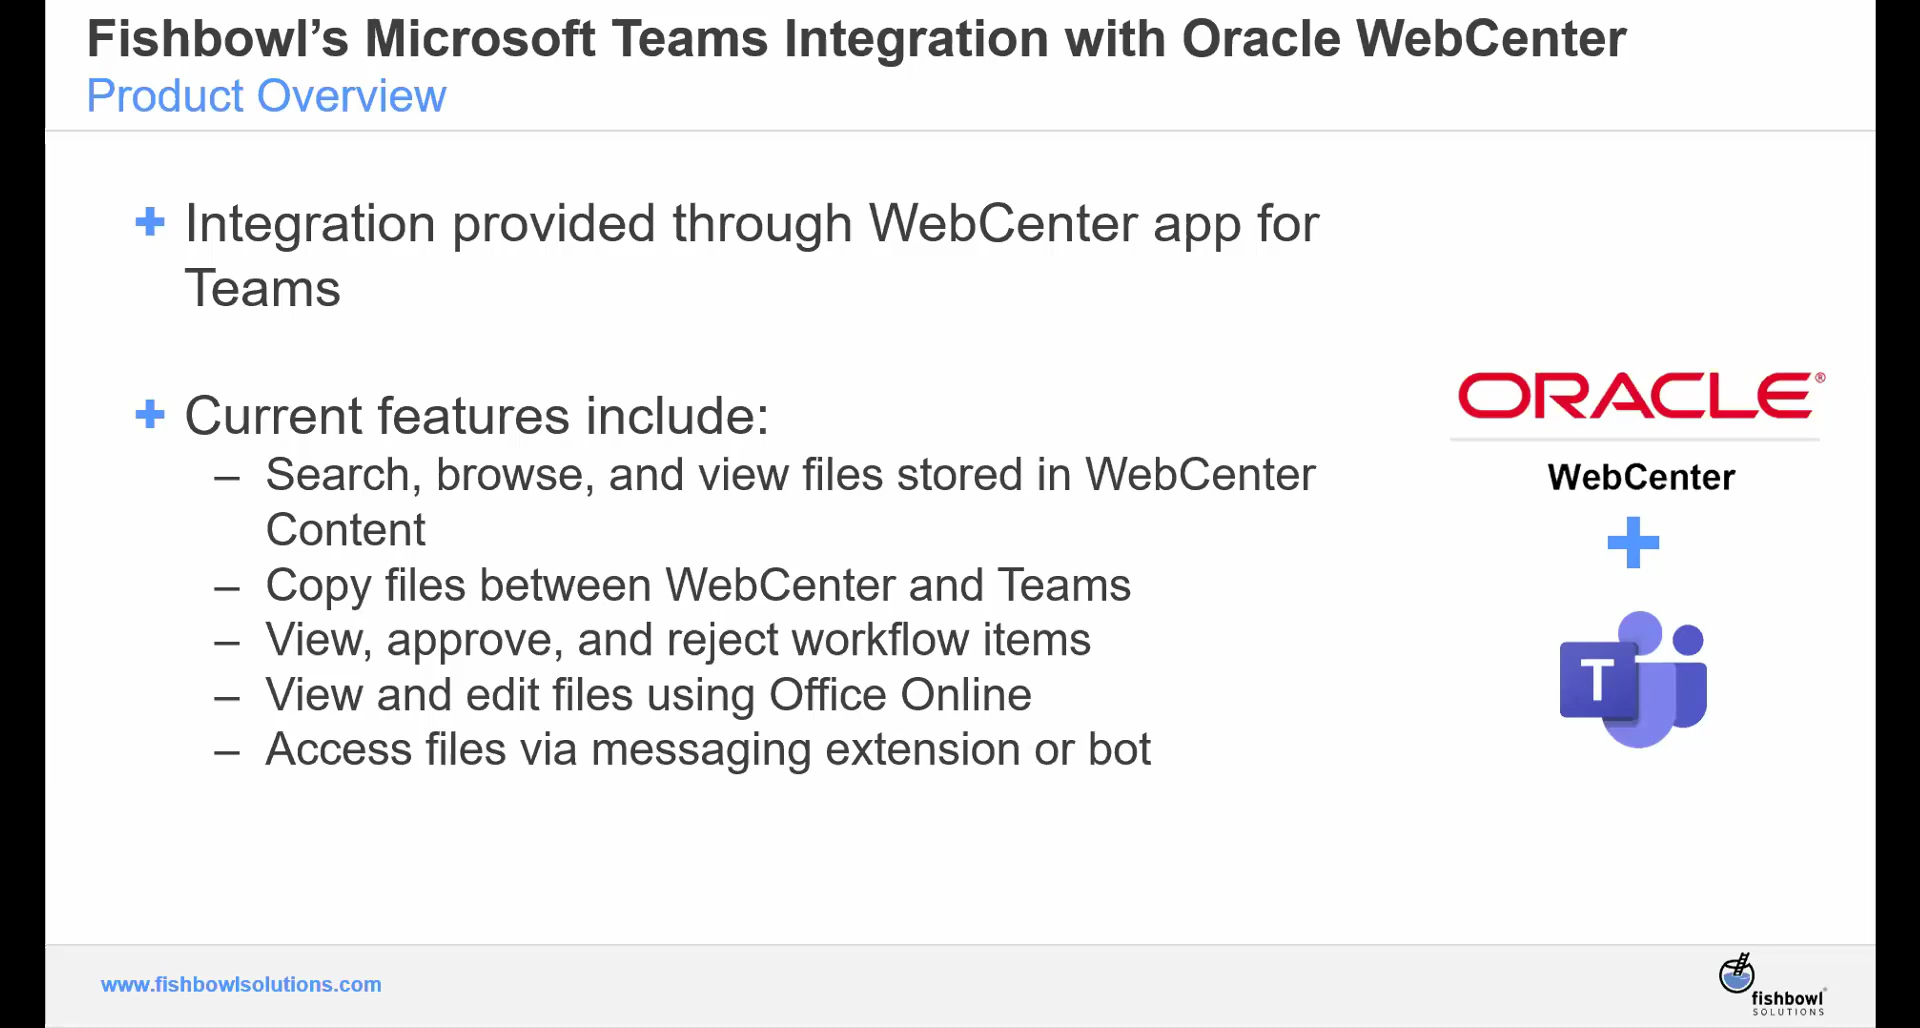 Fishbowl’s Microsoft Teams Integration with Oracle WebCenter
Product Overview
+ Integration provided through WebCenter app for
Teams
+ Current features include:
– Search, browse, and view files stored in WebCenter
Content
– Copy files between WebCenter and Teams
– View, approve, and reject workflow items
– View and edit files using Office Online
– Access files via messaging extension or bot
ORACLE®
WebCenter
+
T
www.fishbowlsolutions.com
fishbowl®
SOLUTIONS